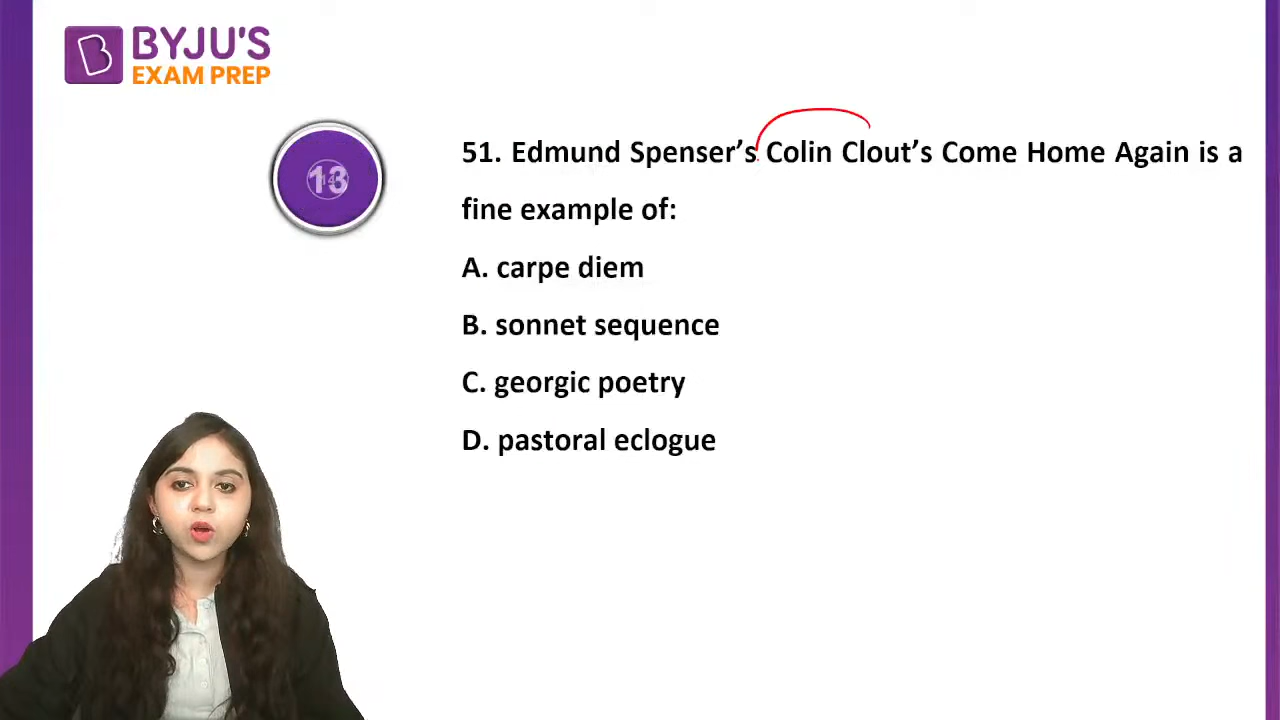 BYJU'S
EXAM PREP
13
51. Edmund Spenser’s Colin Clout’s Come Home Again is a
fine example of:
A. carpe diem
B. sonnet sequence
C. georgic poetry
D. pastoral eclogue